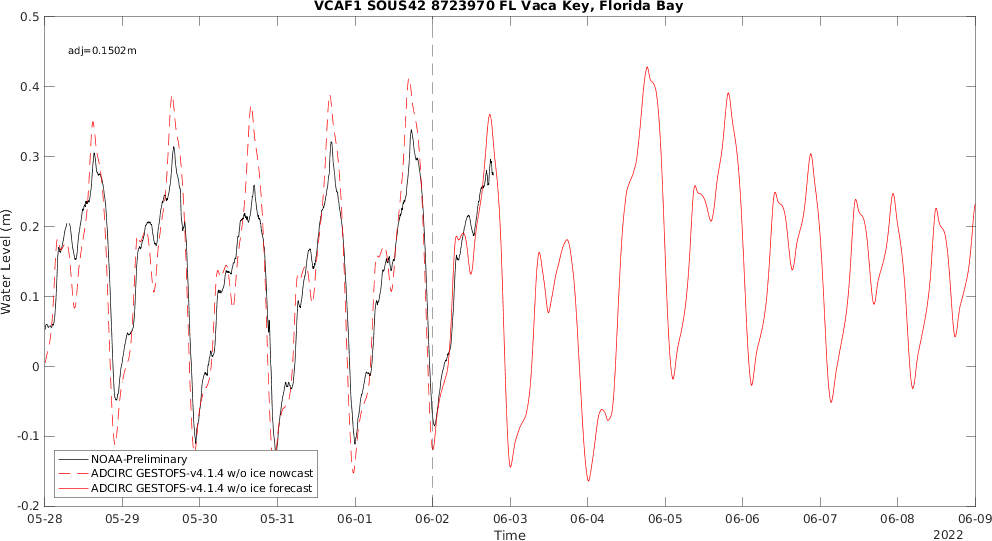 VCAF1 SOUS42 8723970 FL Vaca Key, Florida Bay
0.5
adj=0.1502m
0.4
0.3
0.2
0.1
0
-0.1
-0.2
Water Level (m)
NOAA-Preliminary
ADCIRC GESTOFS-v4.1.4 w/o ice nowcast
ADCIRC GESTOFS-v4.1.4 w/o ice forecast
05-28 05-29 05-30 05-31 06-01 06-02 06-03 06-04 06-05 06-06 06-07 06-08 06-09
Time
2022